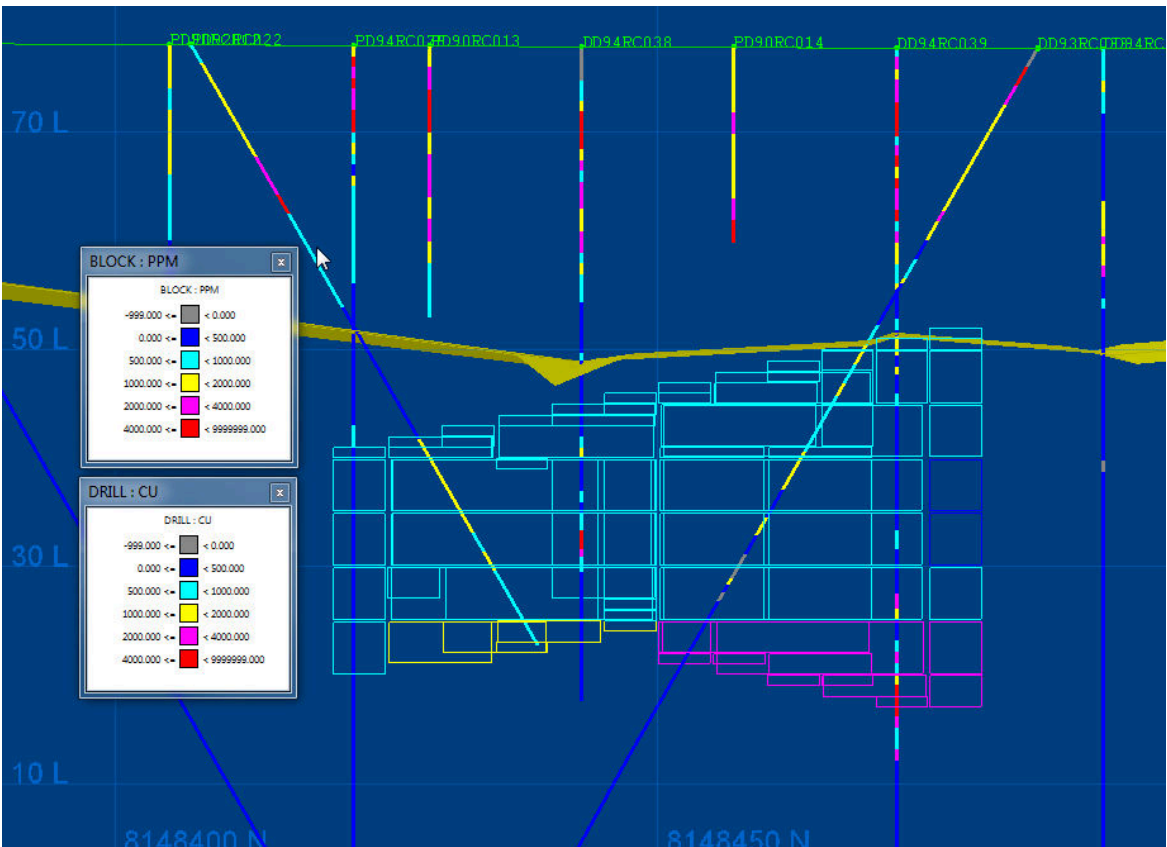 PD94RC038
PD90RC013
DD94RC038
PD90RC014
DD94RC039
70 L
50 L
30 L
10 L
8148400 N
8148450 N
BLOCK : PPM
x
BLOCK : PPM
-999.000 <= < 0.000
0.000 <= < 500.000
500.000 <= < 1000.000
1000.000 <= < 2000.000
2000.000 <= < 4000.000
4000.000 <= < 9999999.000
DRILL : CU
x
DRILL : CU
-999.000 <= < 0.000
0.000 <= < 500.000
500.000 <= < 1000.000
1000.000 <= < 2000.000
2000.000 <= < 4000.000
4000.000 <= < 9999999.000